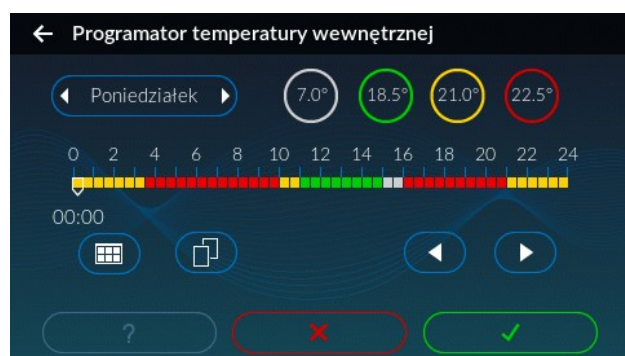 Programator temperatury wewnętrznej
Poniedziałek 7.0° 18.5° 21.0° 22.5°
0 2 4 6 8 10 12 14 16 18 20 22 24
00:00
?